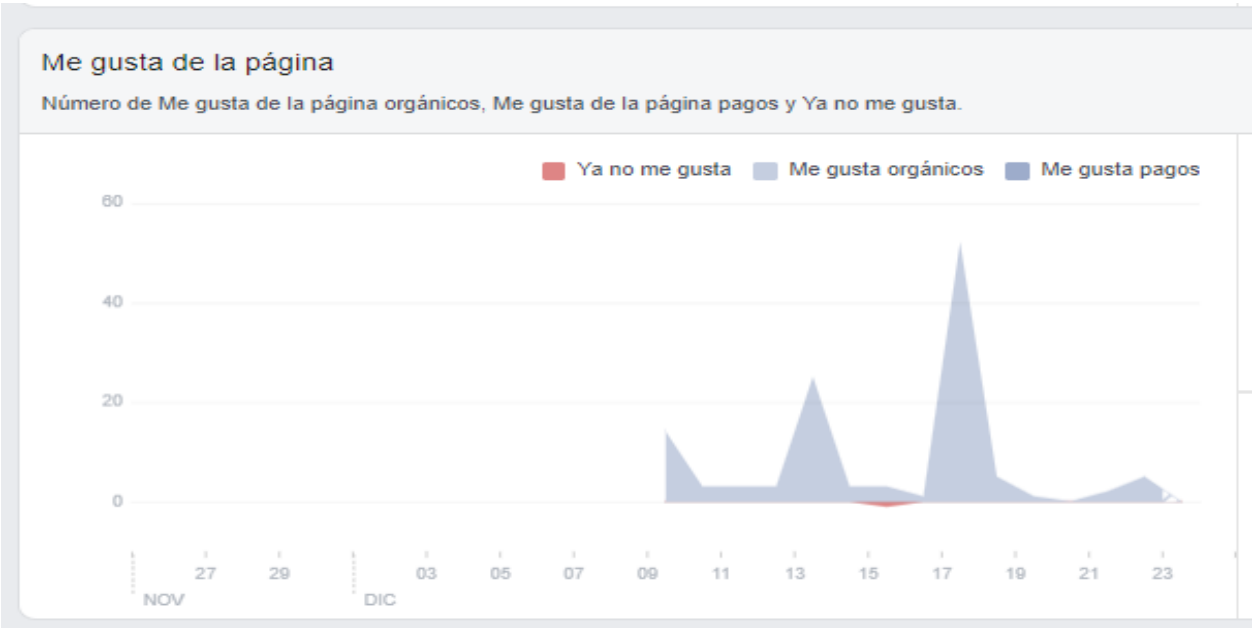 Me gusta de la página
Número de Me gusta de la página orgánicos, Me gusta de la página pagos y Ya no me gusta.
Ya no me gusta Me gusta orgánicos Me gusta pagos
60
40
20
0
27 29 03 05 07 09 11 13 15 17 19 21 23
NOV DIC